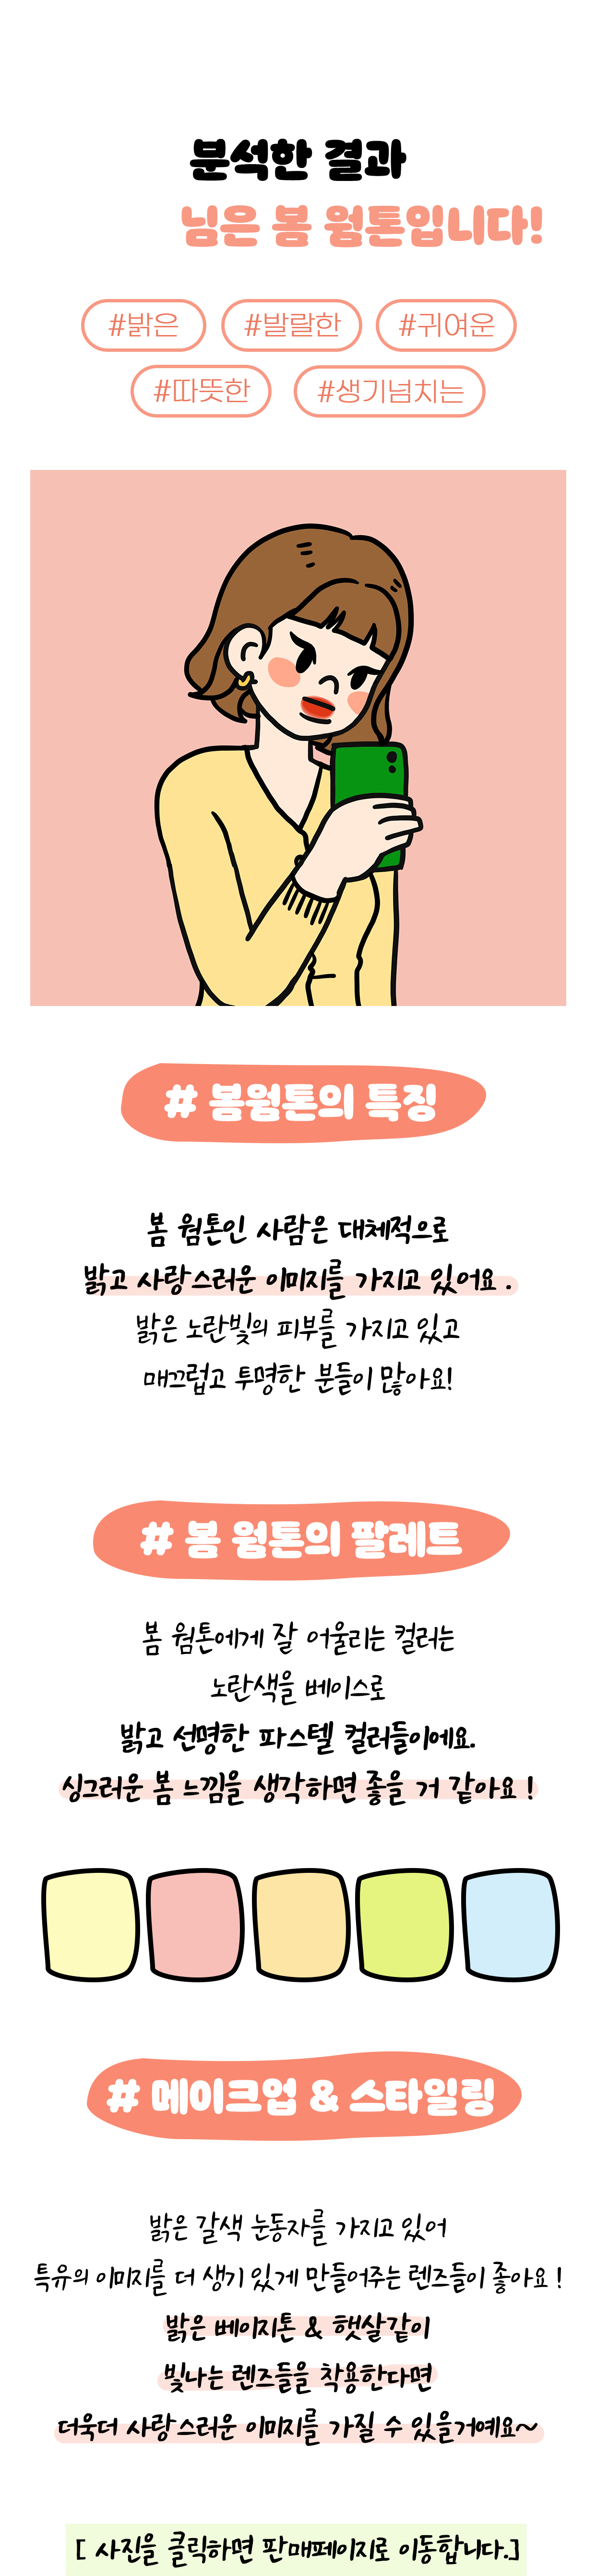 분석한 결과
님은 봄 웜톤입니다!
#밝은 #발랄한 #귀여운
#따뜻한 #생기넘치는
# 봄웜톤의 특징
봄 웜톤인 사람은 대체적으로
밝고 사랑스러운 이미지를 가지고 있어요 .
밝은 노란빛의 피부를 가지고 있고
매끄럽고 투명한 분들이 많아요!
# 봄 웜톤의 팔레트
봄 웜톤에게 잘 어울리는 컬러는
노란색을 베이스로
밝고 선명한 파스텔 컬러들이에요.
싱그러운 봄 느낌을 생각하면 좋을 거 같아요 !
# 메이크업 & 스타일링
밝은 갈색 눈동자를 가지고 있어
특유의 이미지를 더 생기 있게 만들어주는 렌즈들이 좋아요 !
밝은 베이지톤 & 햇살같이
빛나는 렌즈들을 착용한다면
더욱더 사랑스러운 이미지를 가질 수 있을거예요~
[ 사진을 클릭하면 판매페이지로 이동합니다.]